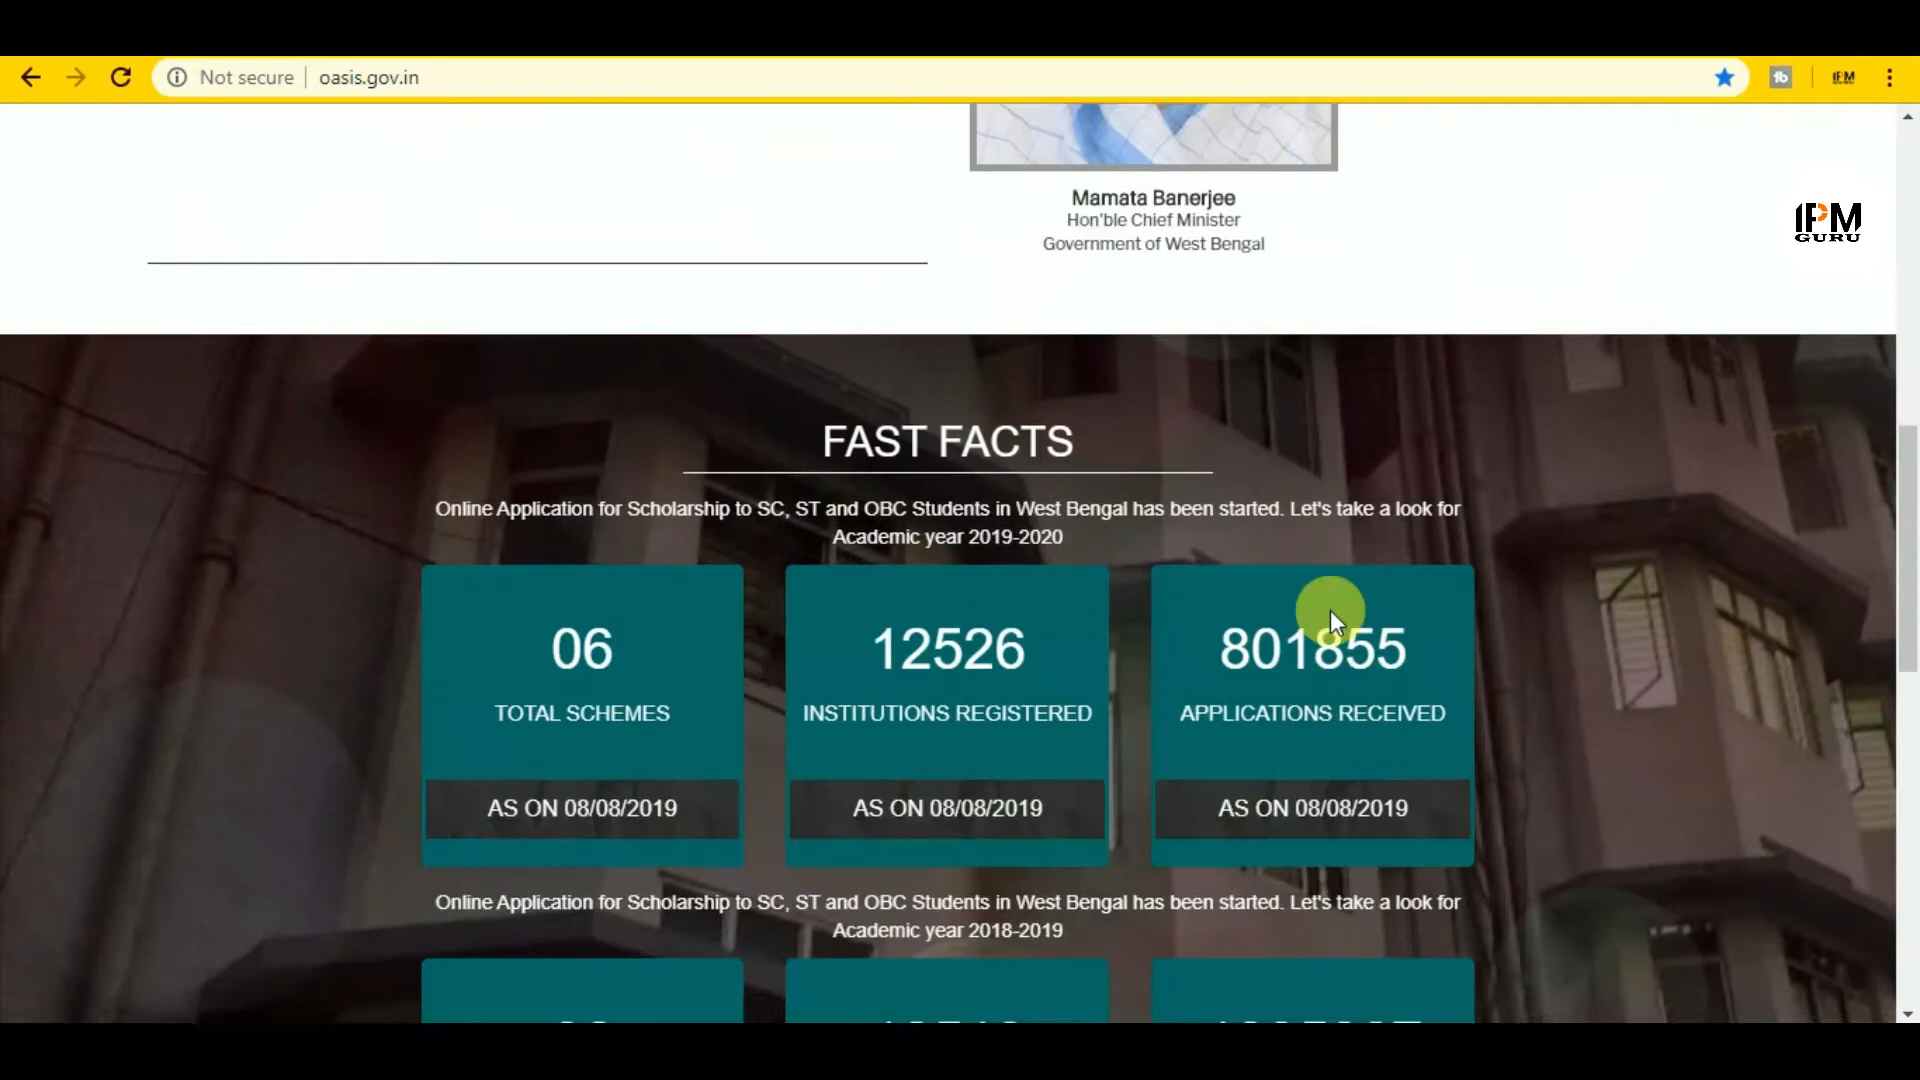 Not secure
oasis.gov.in
Mamata Banerjee
Hon'ble Chief Minister
Government of West Bengal
IPM
GURU
FAST FACTS
Online Application for Scholarship to SC, ST and OBC Students in West Bengal has been started. Let's take a look for
Academic year 2019-2020
06
12526
801855
TOTAL SCHEMES
INSTITUTIONS REGISTERED
APPLICATIONS RECEIVED
AS ON 08/08/2019
AS ON 08/08/2019
AS ON 08/08/2019
Online Application for Scholarship to SC, ST and OBC Students in West Bengal has been started. Let's take a look for
Academic year 2018-2019